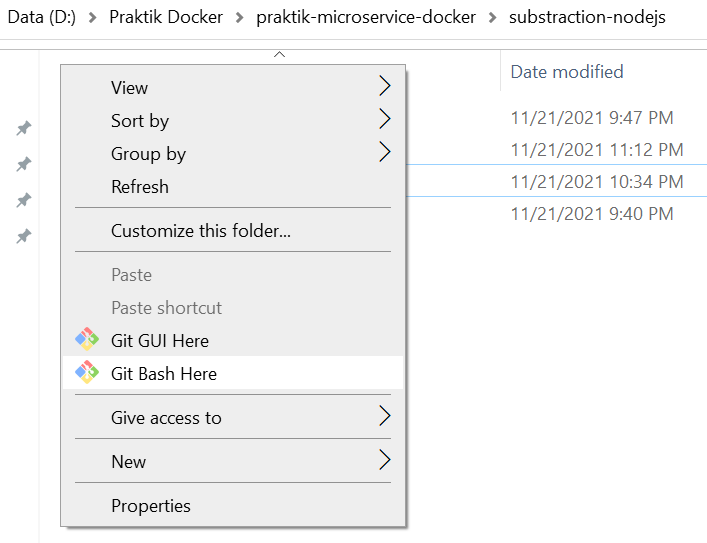 Data (D:) > Praktik Docker > praktik-microservice-docker > substraction-nodejs
Date modified
View
11/21/2021 9:47 PM
Sort by
11/21/2021 11:12 PM
Group by
11/21/2021 10:34 PM
Refresh
11/21/2021 9:40 PM
Customize this folder...
Paste
Paste shortcut
Git GUI Here
Git Bash Here
Give access to
New
Properties